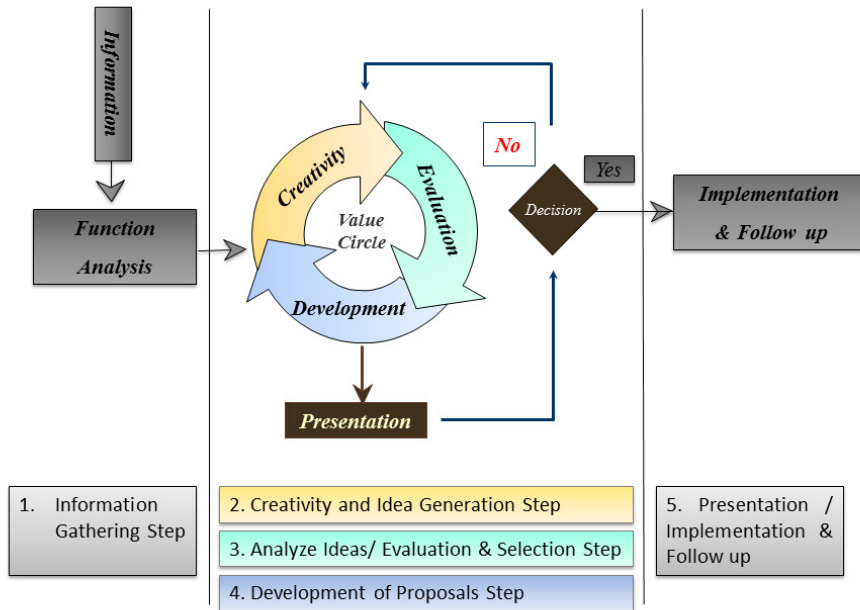 Information
Function
Analysis
Creativity
Evaluation
Development
Value
Circle
Presentation
No
Decision
Yes
Implementation
& Follow up
1. Information
Gathering Step
2. Creativity and Idea Generation Step
3. Analyze Ideas/ Evaluation & Selection Step
4. Development of Proposals Step
5. Presentation /
Implementation &
Follow up